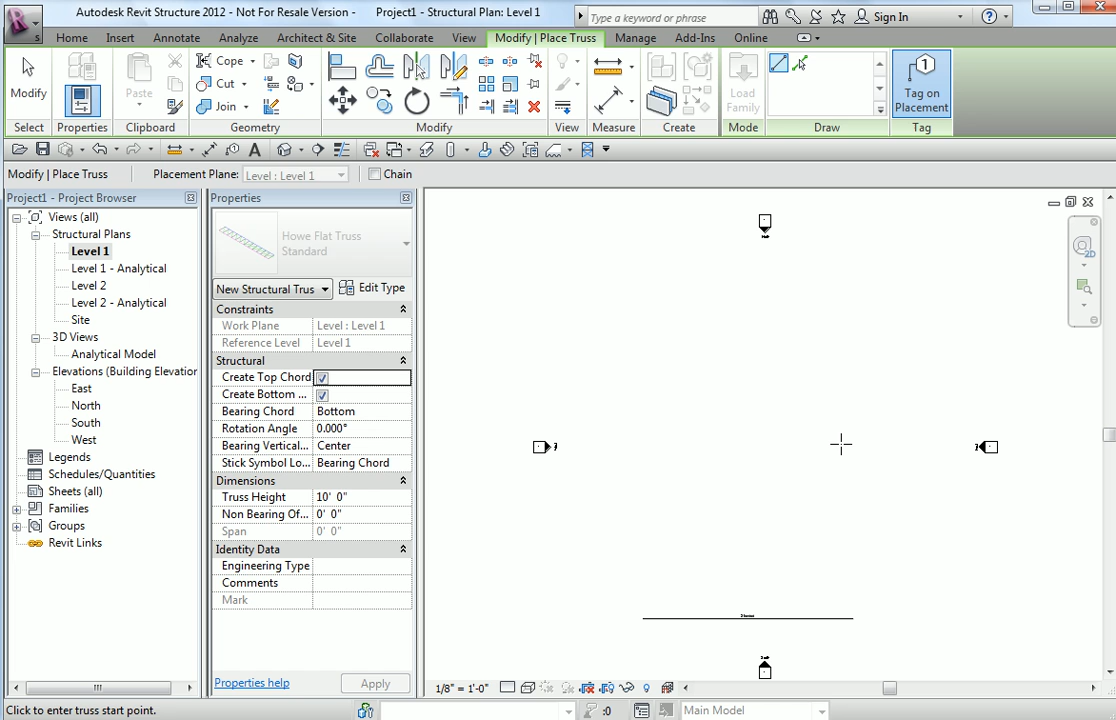 Autodesk Revit Structure 2012 - Not For Resale Version - Project1 - Structural Plan: Level 1
Type a keyword or phrase
Sign In
Home Insert Annotate Analyze Architect & Site Collaborate View Modify | Place Truss Manage Add-Ins Online
Modify
Paste
Cope
Cut
Join
Load
Family
Tag on
Placement
Select Properties Clipboard Geometry Modify View Measure Create Mode Draw Tag
Modify | Place Truss Placement Plane: Level : Level 1 Chain
Project1 - Project Browser
Views (all)
Structural Plans
Level 1
Level 1 - Analytical
Level 2
Level 2 - Analytical
Site
3D Views
Analytical Model
Elevations (Building Elevation
East
North
South
West
Legends
Schedules/Quantities
Sheets (all)
Families
Groups
Revit Links
Properties
Howe Flat Truss
Standard
New Structural Trus Edit Type
Constraints
Work Plane Level : Level 1
Reference Level Level 1
Structural
Create Top Chord
Create Bottom ...
Bearing Chord Bottom
Rotation Angle 0.000°
Bearing Vertical... Center
Stick Symbol Lo... Bearing Chord
Dimensions
Truss Height 10' 0"
Non Bearing Of... 0' 0"
Span 0' 0"
Identity Data
Engineering Type
Comments
Mark
Properties help Apply
2D
1/8" = 1'-0"
Click to enter truss start point.
:0
Main Model